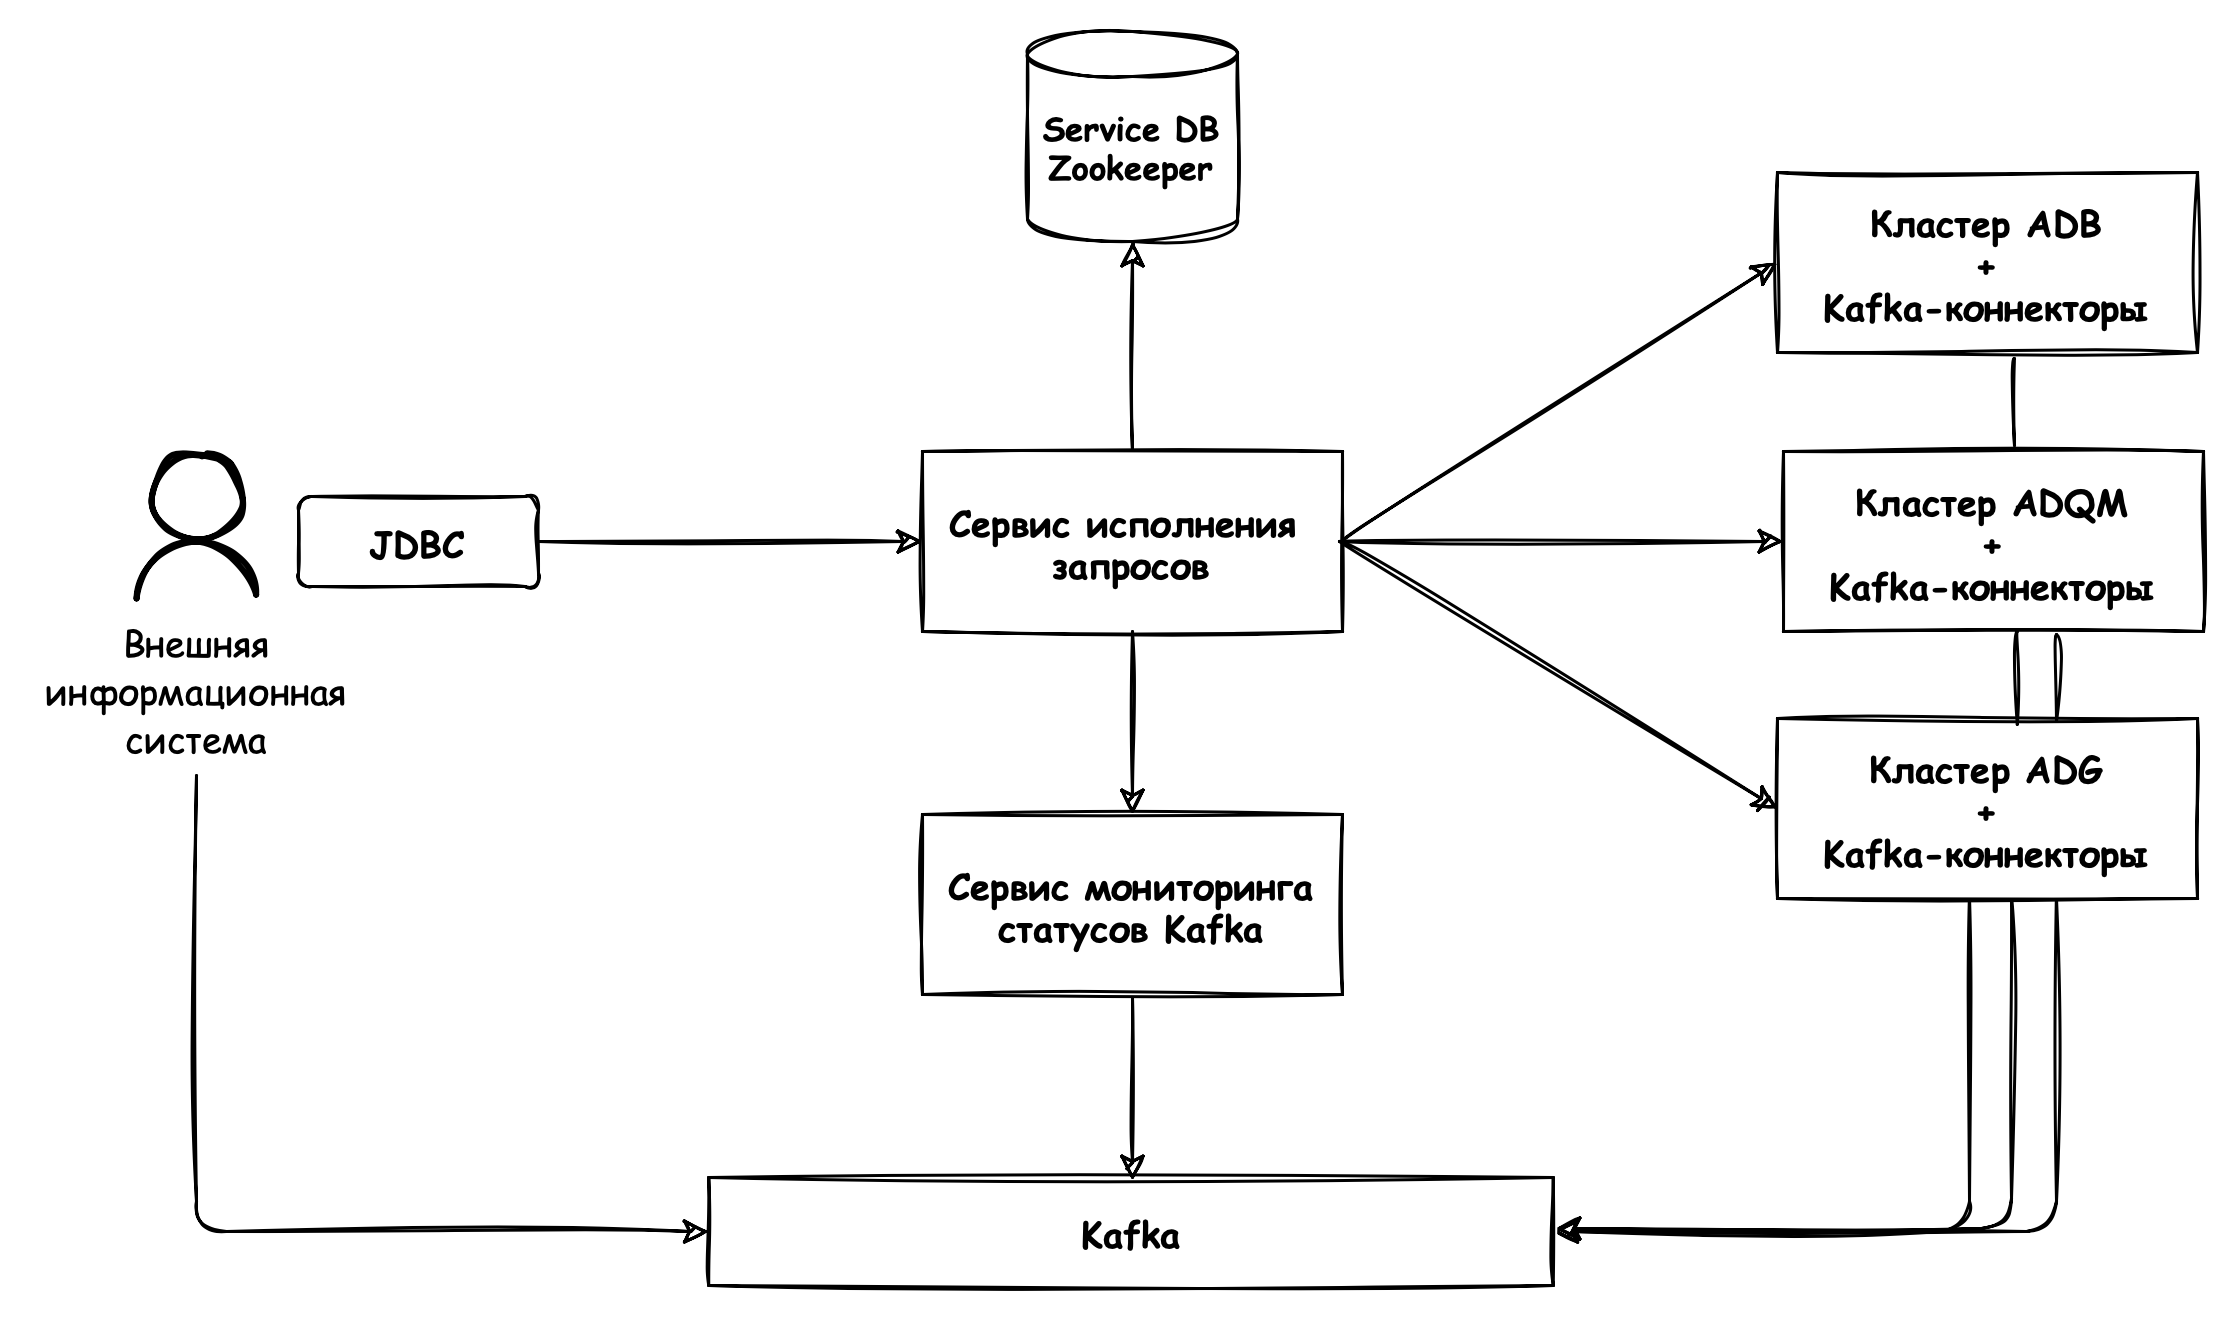 Service DB
Zookeeper
Кластер ADB
+
Kafka-коннекторы
JDBC
Сервис исполнения
запросов
Кластер ADQM
+
Kafka-коннекторы
Внешняя
информационная
система
Кластер ADG
+
Kafka-коннекторы
Сервис мониторинга
статусов Kafka
Kafka